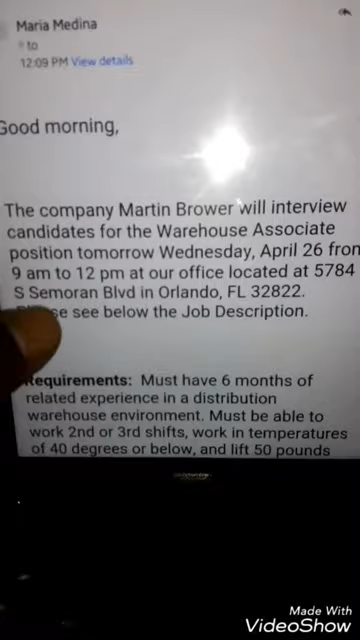 Maria Medina
to
12:09 PM View details
Good morning,
The company Martin Brower will interview
candidates for the Warehouse Associate
position tomorrow Wednesday, April 26 from
9 am to 12 pm at our office located at 5784
S Semoran Blvd in Orlando, FL 32822.
see below the Job Description.
Requirements: Must have 6 months of
related experience in a distribution
warehouse environment. Must be able to
work 2nd or 3rd shifts, work in temperatures
of 40 degrees or below, and lift 50 pounds
Made With
VideoShow